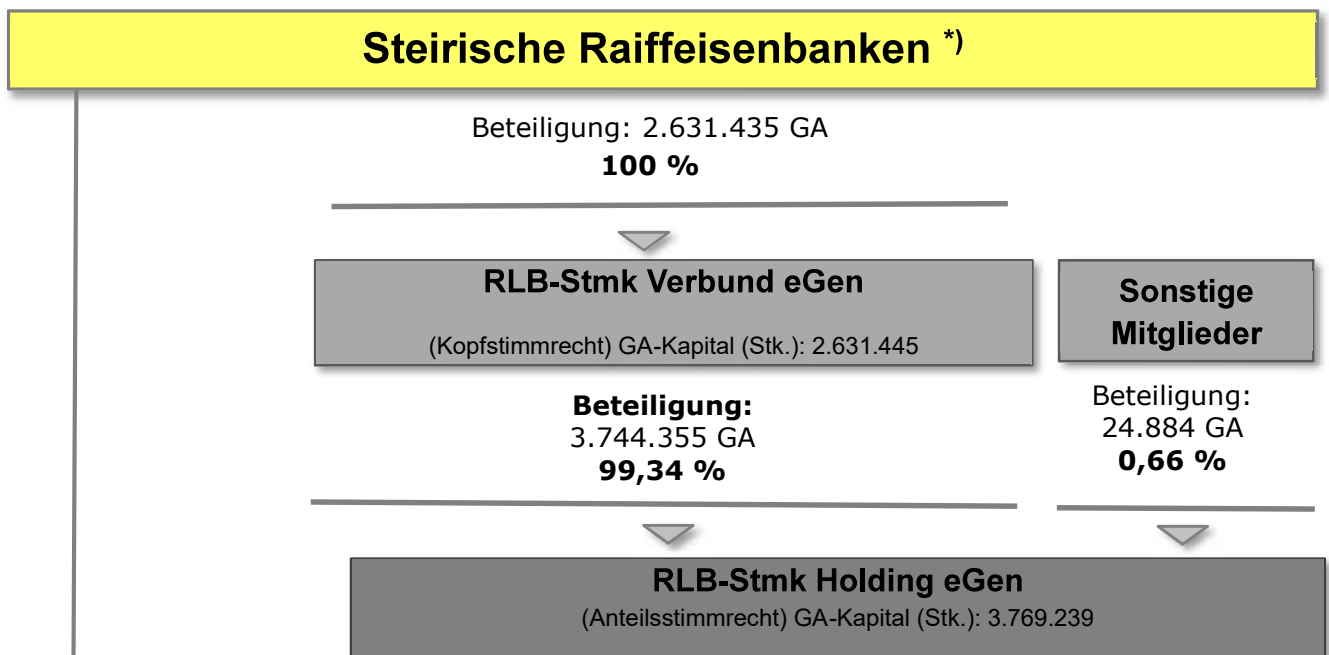 Steirische Raiffeisenbanken *)
Beteiligung: 2.631.435 GA
100 %
RLB-Stmk Verbund eGen
(Kopfstimmrecht) GA-Kapital (Stk.): 2.631.445
Sonstige
Mitglieder
Beteiligung:
3.744.355 GA
99,34 %
Beteiligung:
24.884 GA
0,66 %
RLB-Stmk Holding eGen
(Anteilsstimmrecht) GA-Kapital (Stk.): 3.769.239